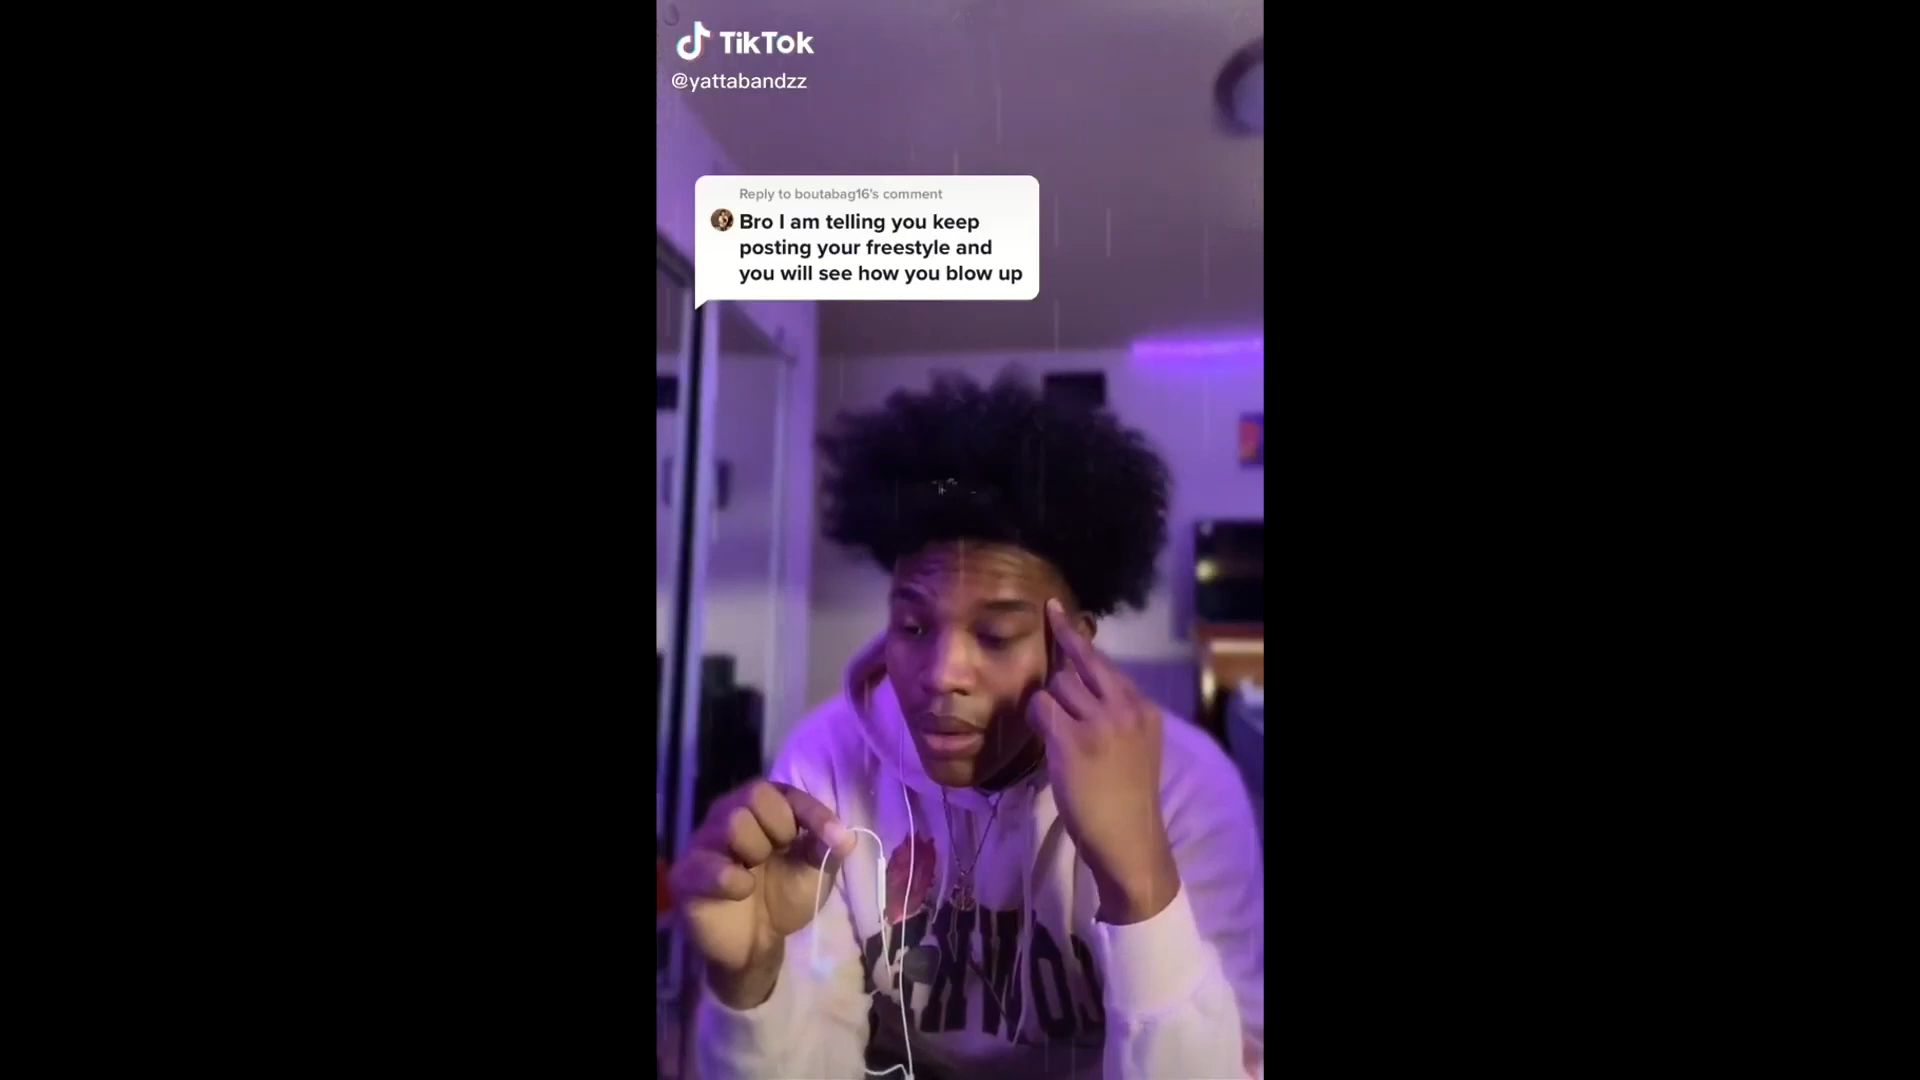 TikTok
@yattabandzz
Reply to boutabag16's comment
Bro I am telling you keep
posting your freestyle and
you will see how you blow up